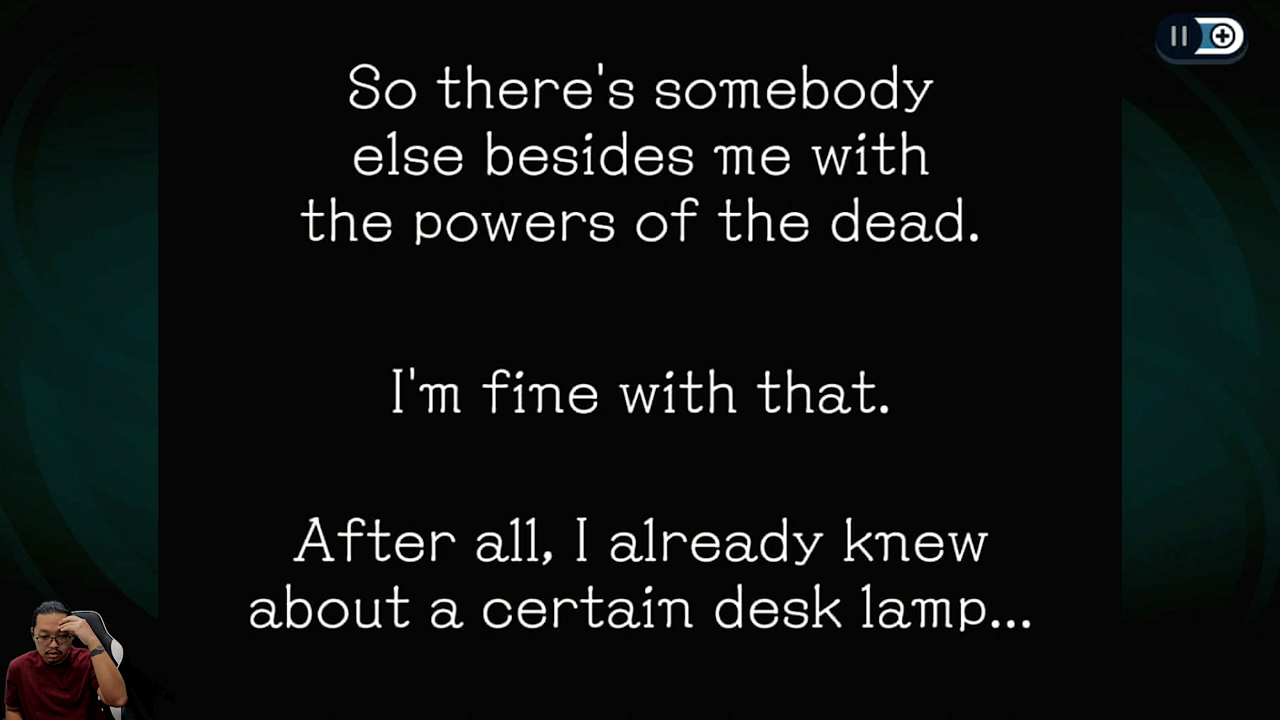 So there's somebody
else besides me with
the powers of the dead.
I'm fine with that.
After all, I already knew
about a certain desk lamp...